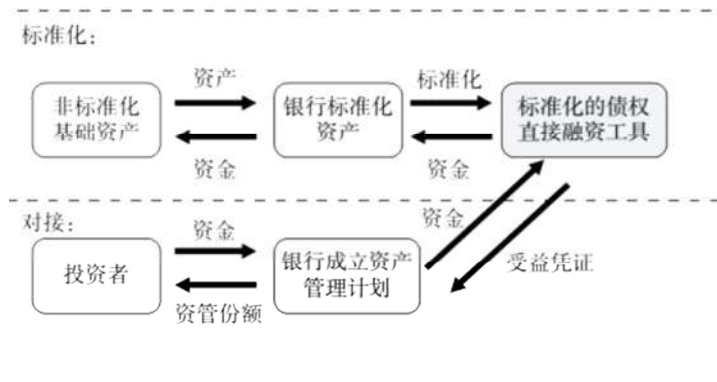 标准化：
资产
标准化
非标准化
基础资产
银行标准化
资产
标准化的债权
直接融资工具
资金
资金
对接：
资金
资金
投资者
银行成立资产
管理计划
受益凭证
资管份额